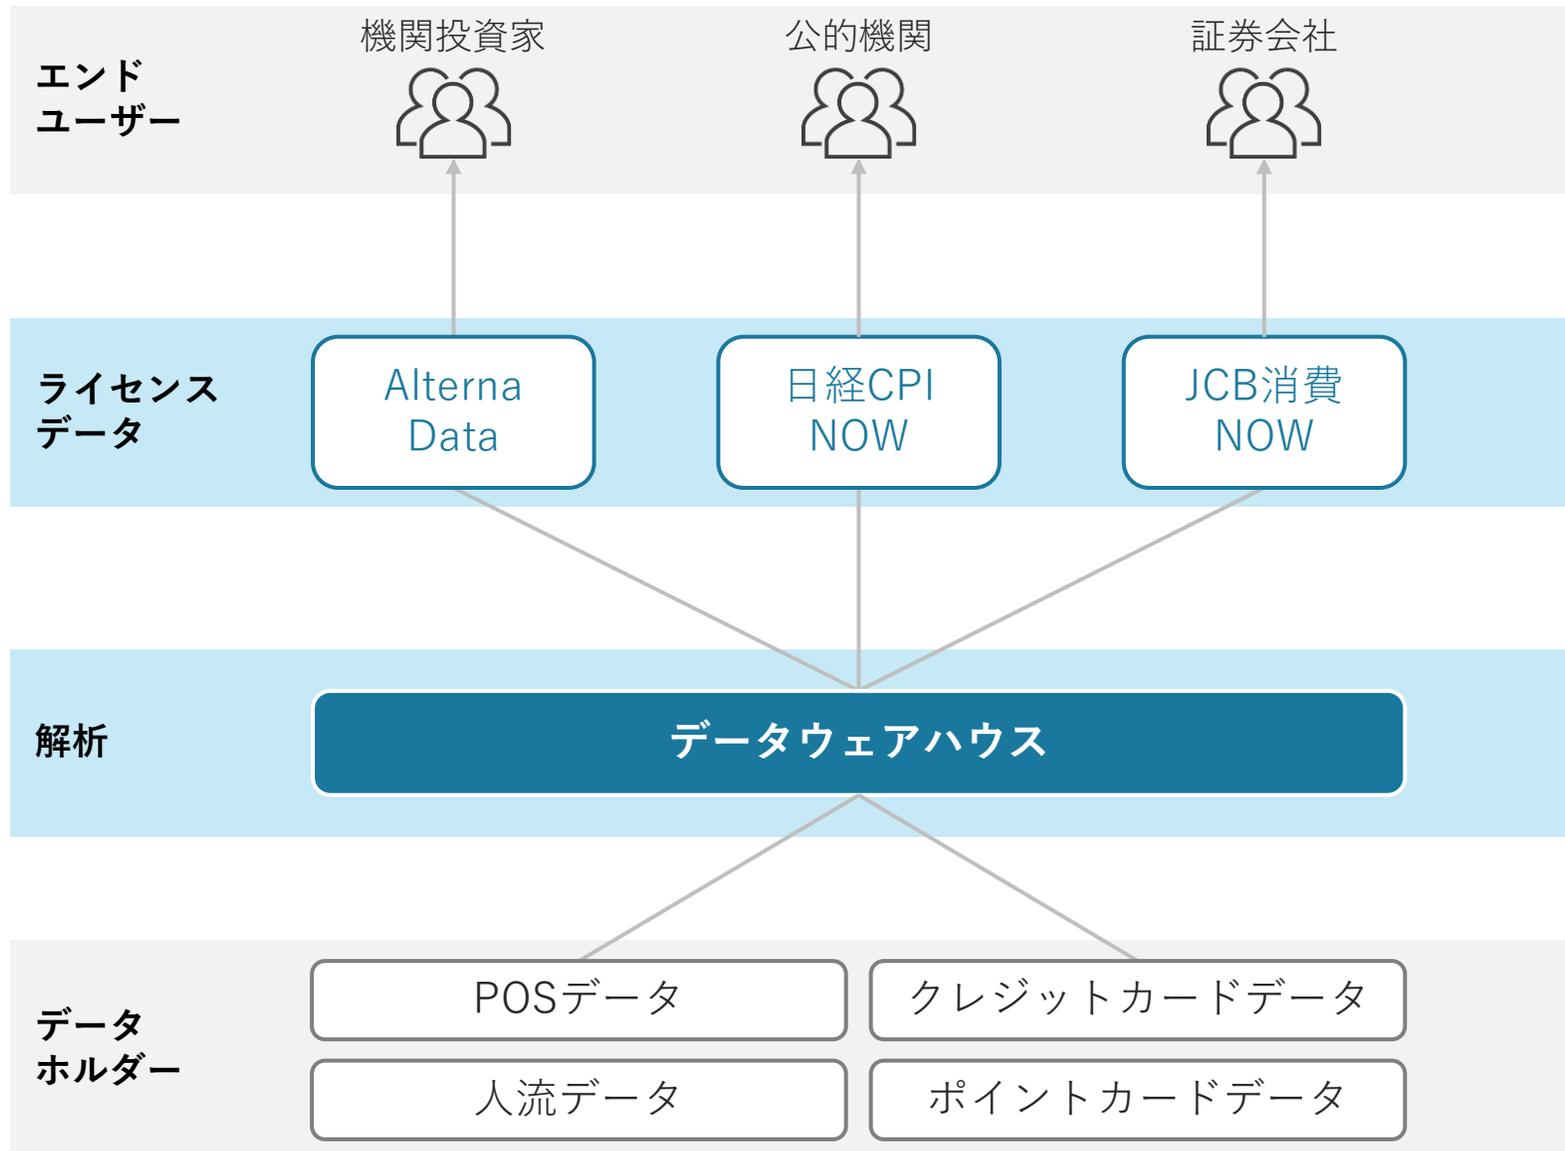 機関投資家
公的機関
証券会社
エンド
ユーザー
ライセンス
データ
Alterna
Data
日経CPI
NOW
JCB消費
NOW
解析
データウェアハウス
データ
ホルダー
POSデータ
クレジットカードデータ
人流データ
ポイントカードデータ